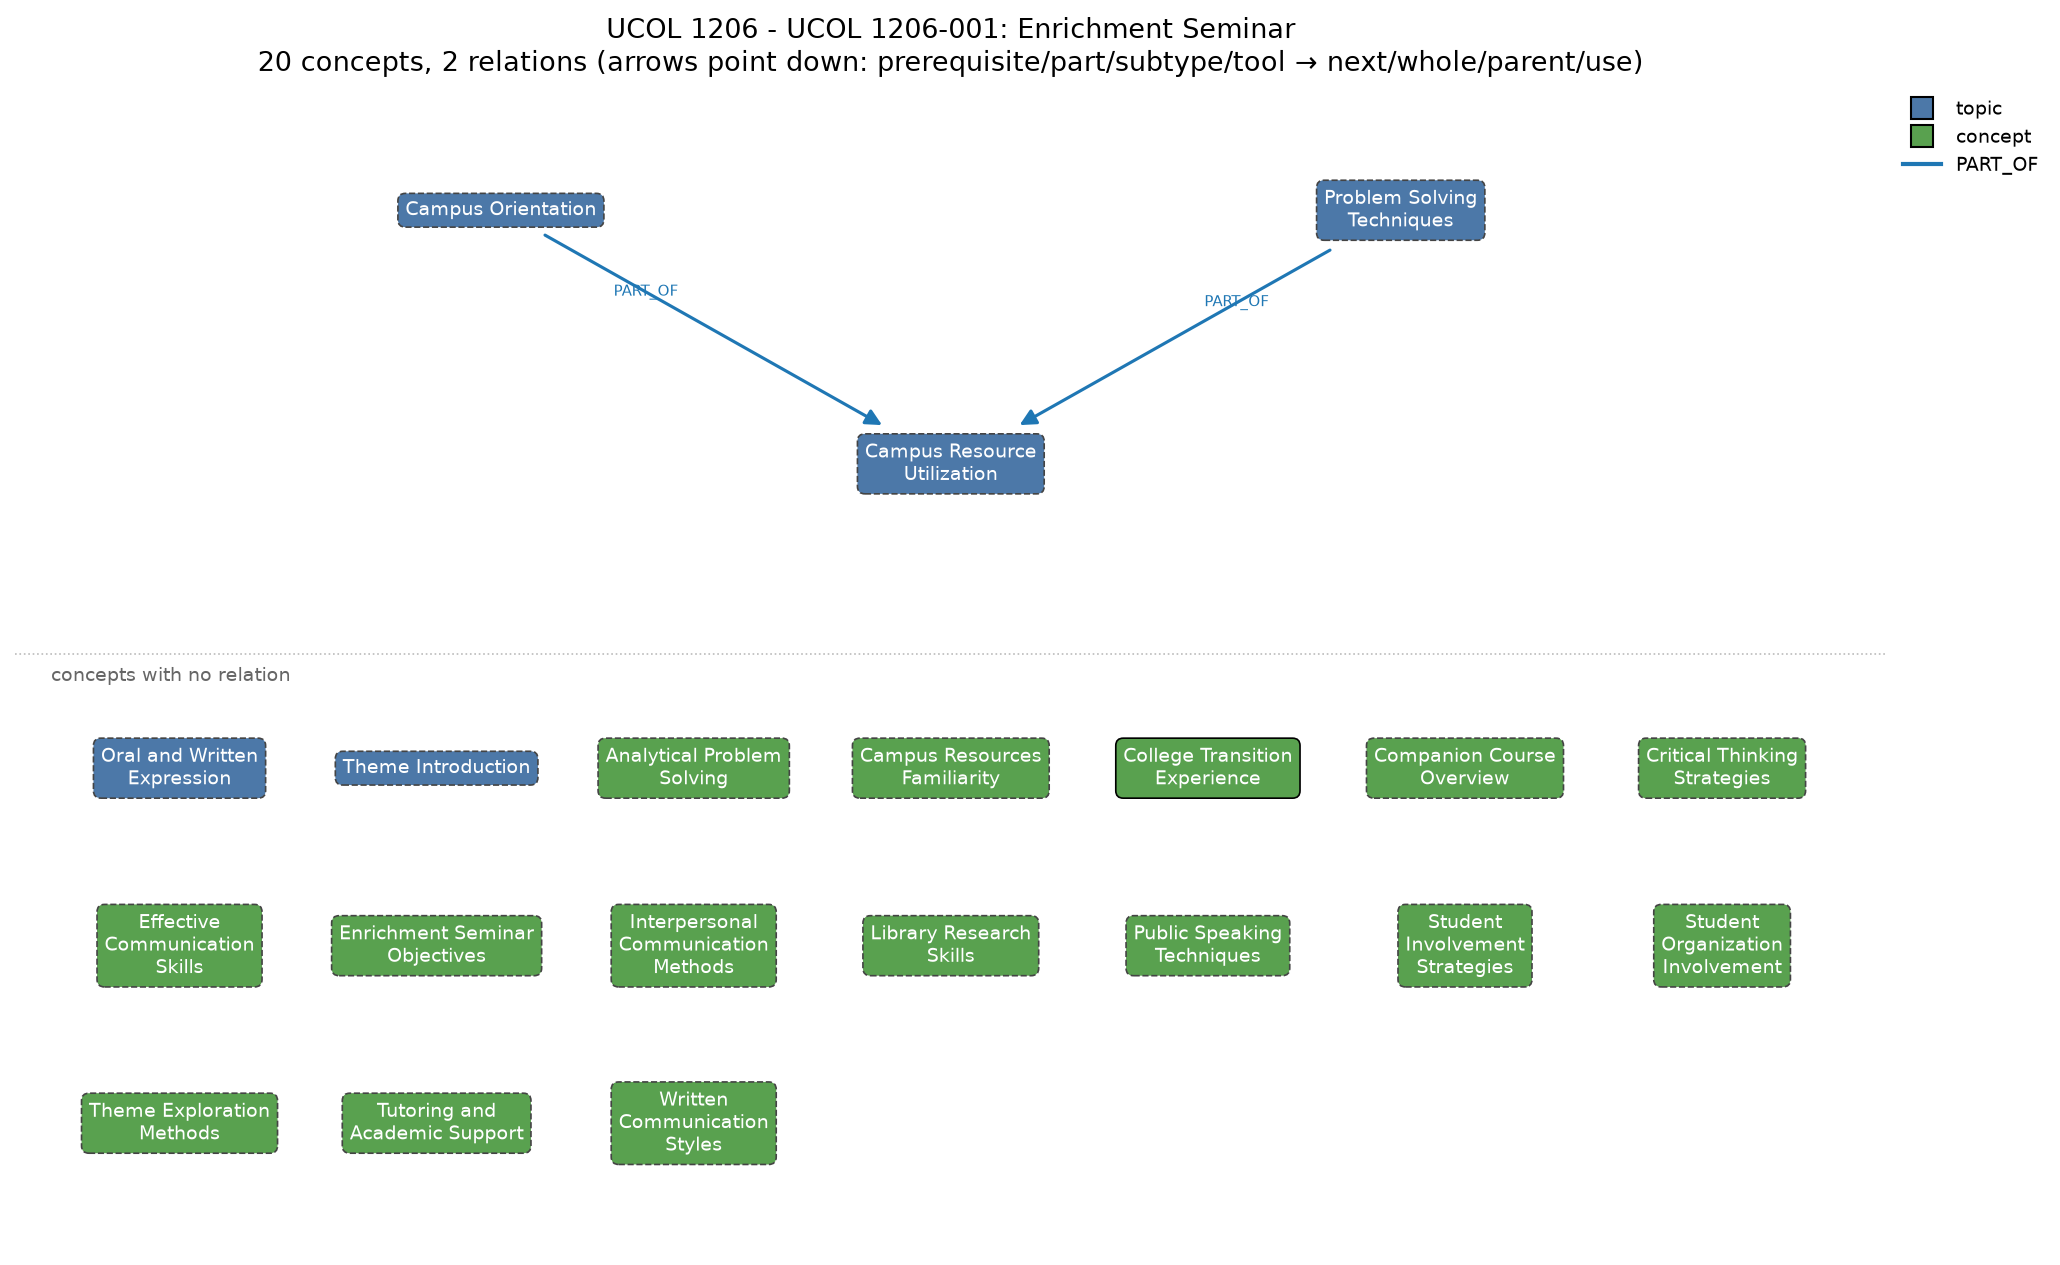 UCOL 1206 - UCOL 1206-001: Enrichment Seminar
20 concepts, 2 relations (arrows point down: prerequisite/part/subtype/tool → next/whole/parent/use)
topic
concept
PART_OF
Campus Orientation
Problem Solving
Techniques
PART_OF
PART_OF
Campus Resource
Utilization
concepts with no relation
Oral and Written
Expression
Theme Introduction
Analytical Problem
Solving
Campus Resources
Familiarity
College Transition
Experience
Companion Course
Overview
Critical Thinking
Strategies
Effective
Communication
Skills
Enrichment Seminar
Objectives
Interpersonal
Communication
Methods
Library Research
Skills
Public Speaking
Techniques
Student
Involvement
Strategies
Student
Organization
Involvement
Theme Exploration
Methods
Tutoring and
Academic Support
Written
Communication
Styles